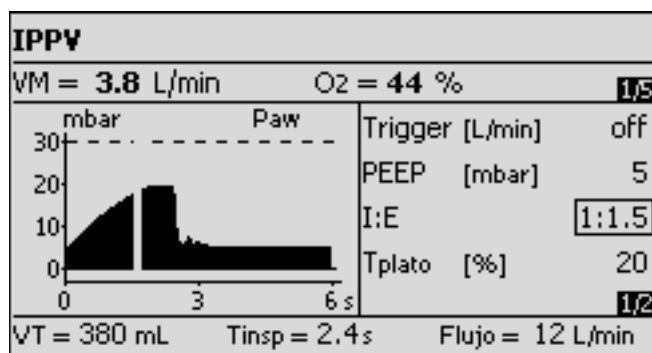 IPPV
VM = 3.8 L/min O2 = 44 %
1/5
mbar Paw
30
20
10
0
0 3 6 s
Trigger [L/min] off
PEEP [mbar] 5
I:E 1:1.5
Tplato [%] 20
1/2
VT = 380 mL Tinsp = 2.4s Flujo = 12 L/min